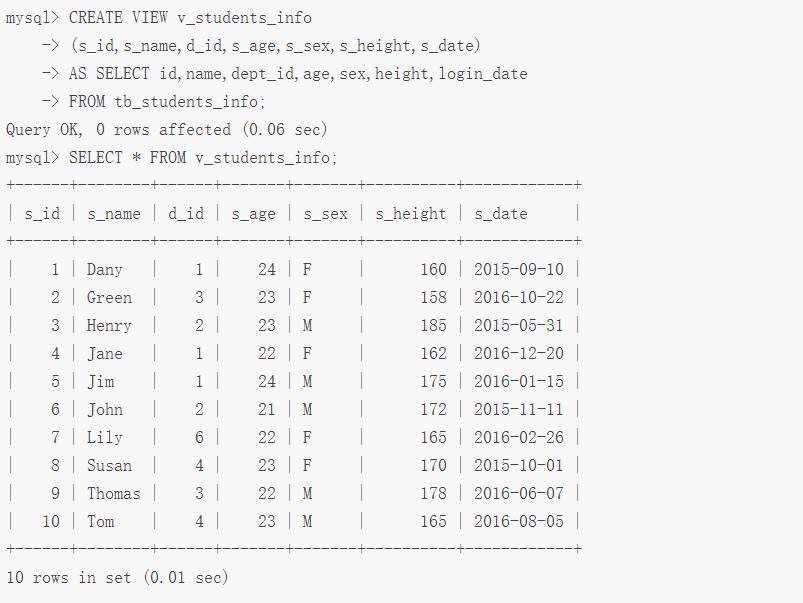 mysql> CREATE VIEW v_students_info
    -> (s_id,s_name,d_id,s_age,s_sex,s_height,s_date)
    -> AS SELECT id,name,dept_id,age,sex,height,login_date
    -> FROM tb_students_info;
Query OK, 0 rows affected (0.06 sec)
mysql> SELECT * FROM v_students_info;
+------+--------+------+-------+-------+----------+------------+
| s_id | s_name | d_id | s_age | s_sex | s_height | s_date     |
+------+--------+------+-------+-------+----------+------------+
|    1 | Dany   |    1 |    24 | F     |      160 | 2015-09-10 |
|    2 | Green  |    3 |    23 | F     |      158 | 2016-10-22 |
|    3 | Henry  |    2 |    23 | M     |      185 | 2015-05-31 |
|    4 | Jane   |    1 |    22 | F     |      162 | 2016-12-20 |
|    5 | Jim    |    1 |    24 | M     |      175 | 2016-01-15 |
|    6 | John   |    2 |    21 | M     |      172 | 2015-11-11 |
|    7 | Lily   |    6 |    22 | F     |      165 | 2016-02-26 |
|    8 | Susan  |    4 |    23 | F     |      170 | 2015-10-01 |
|    9 | Thomas |    3 |    22 | M     |      178 | 2016-06-07 |
|   10 | Tom    |    4 |    23 | M     |      165 | 2016-08-05 |
+------+--------+------+-------+-------+----------+------------+
10 rows in set (0.01 sec)